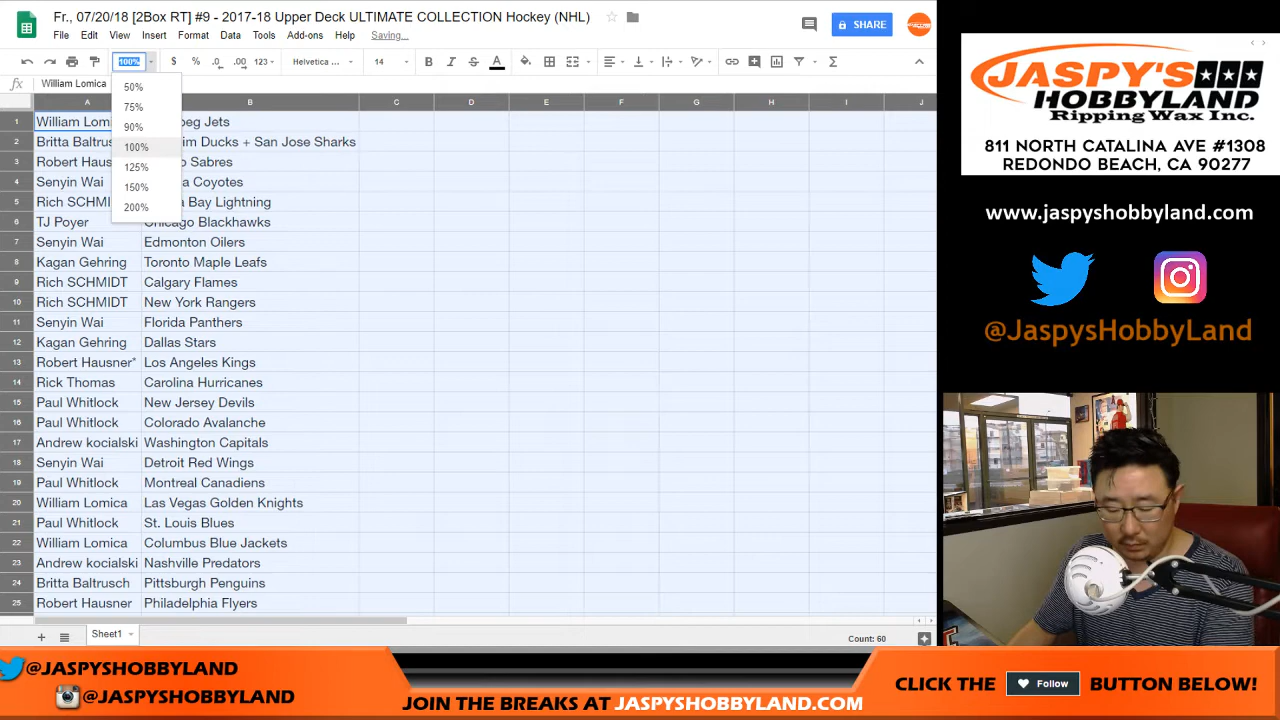 Fr., 07/20/18 [2Box RT] #9 - 2017-18 Upper Deck ULTIMATE COLLECTION Hockey (NHL)
File Edit View Insert Format Data Tools Add-ons Help Saving...
SHARE
100% $ % .0 .00 123 Helvetica ... 14 B I S A
fx William Lomica
50%
75%
90%
100%
125%
150%
200%
A B C D E F G H I J
1 William Lom eg Jets
2 Britta Baltrus im Ducks + San Jose Sharks
3 Robert Haus o Sabres
4 Senyin Wai a Coyotes
5 Rich SCHMI a Bay Lightning
6 TJ Poyer Chicago Blackhawks
7 Senyin Wai Edmonton Oilers
8 Kagan Gehring Toronto Maple Leafs
9 Rich SCHMIDT Calgary Flames
10 Rich SCHMIDT New York Rangers
11 Senyin Wai Florida Panthers
12 Kagan Gehring Dallas Stars
13 Robert Hausner* Los Angeles Kings
14 Rick Thomas Carolina Hurricanes
15 Paul Whitlock New Jersey Devils
16 Paul Whitlock Colorado Avalanche
17 Andrew kocialski Washington Capitals
18 Senyin Wai Detroit Red Wings
19 Paul Whitlock Montreal Canadiens
20 William Lomica Las Vegas Golden Knights
21 Paul Whitlock St. Louis Blues
22 William Lomica Columbus Blue Jackets
23 Andrew kocialski Nashville Predators
24 Britta Baltrusch Pittsburgh Penguins
25 Robert Hausner Philadelphia Flyers
Sheet1
Count: 60
JASPY'S
HOBBYLAND
Ripping Wax Inc.
811 NORTH CATALINA AVE #1308
REDONDO BEACH, CA 90277
www.jaspyshobbyland.com
@JaspysHobbyLand
@JASPYSHOBBYLAND
@JASPYSHOBBYLAND
JOIN THE BREAKS AT JASPYSHOBBYLAND.COM
CLICK THE Follow BUTTON BELOW!